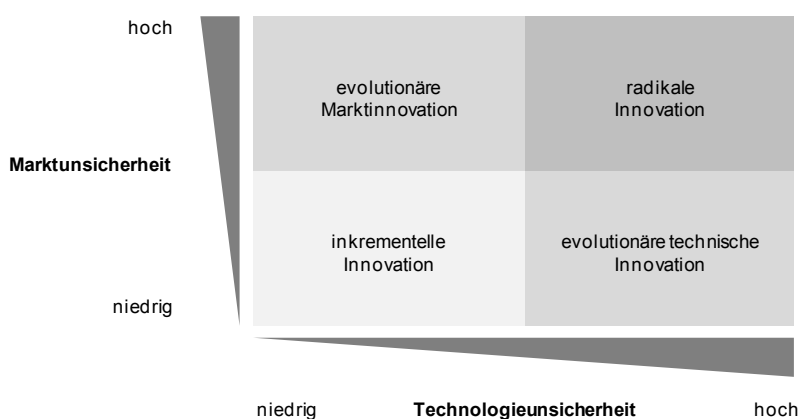 hoch
evolutionäre
Marktinnovation
radikale
Innovation
Marktunsicherheit
inkrementelle
Innovation
evolutionäre technische
Innovation
niedrig
niedrig
Technologieunsicherheit
hoch